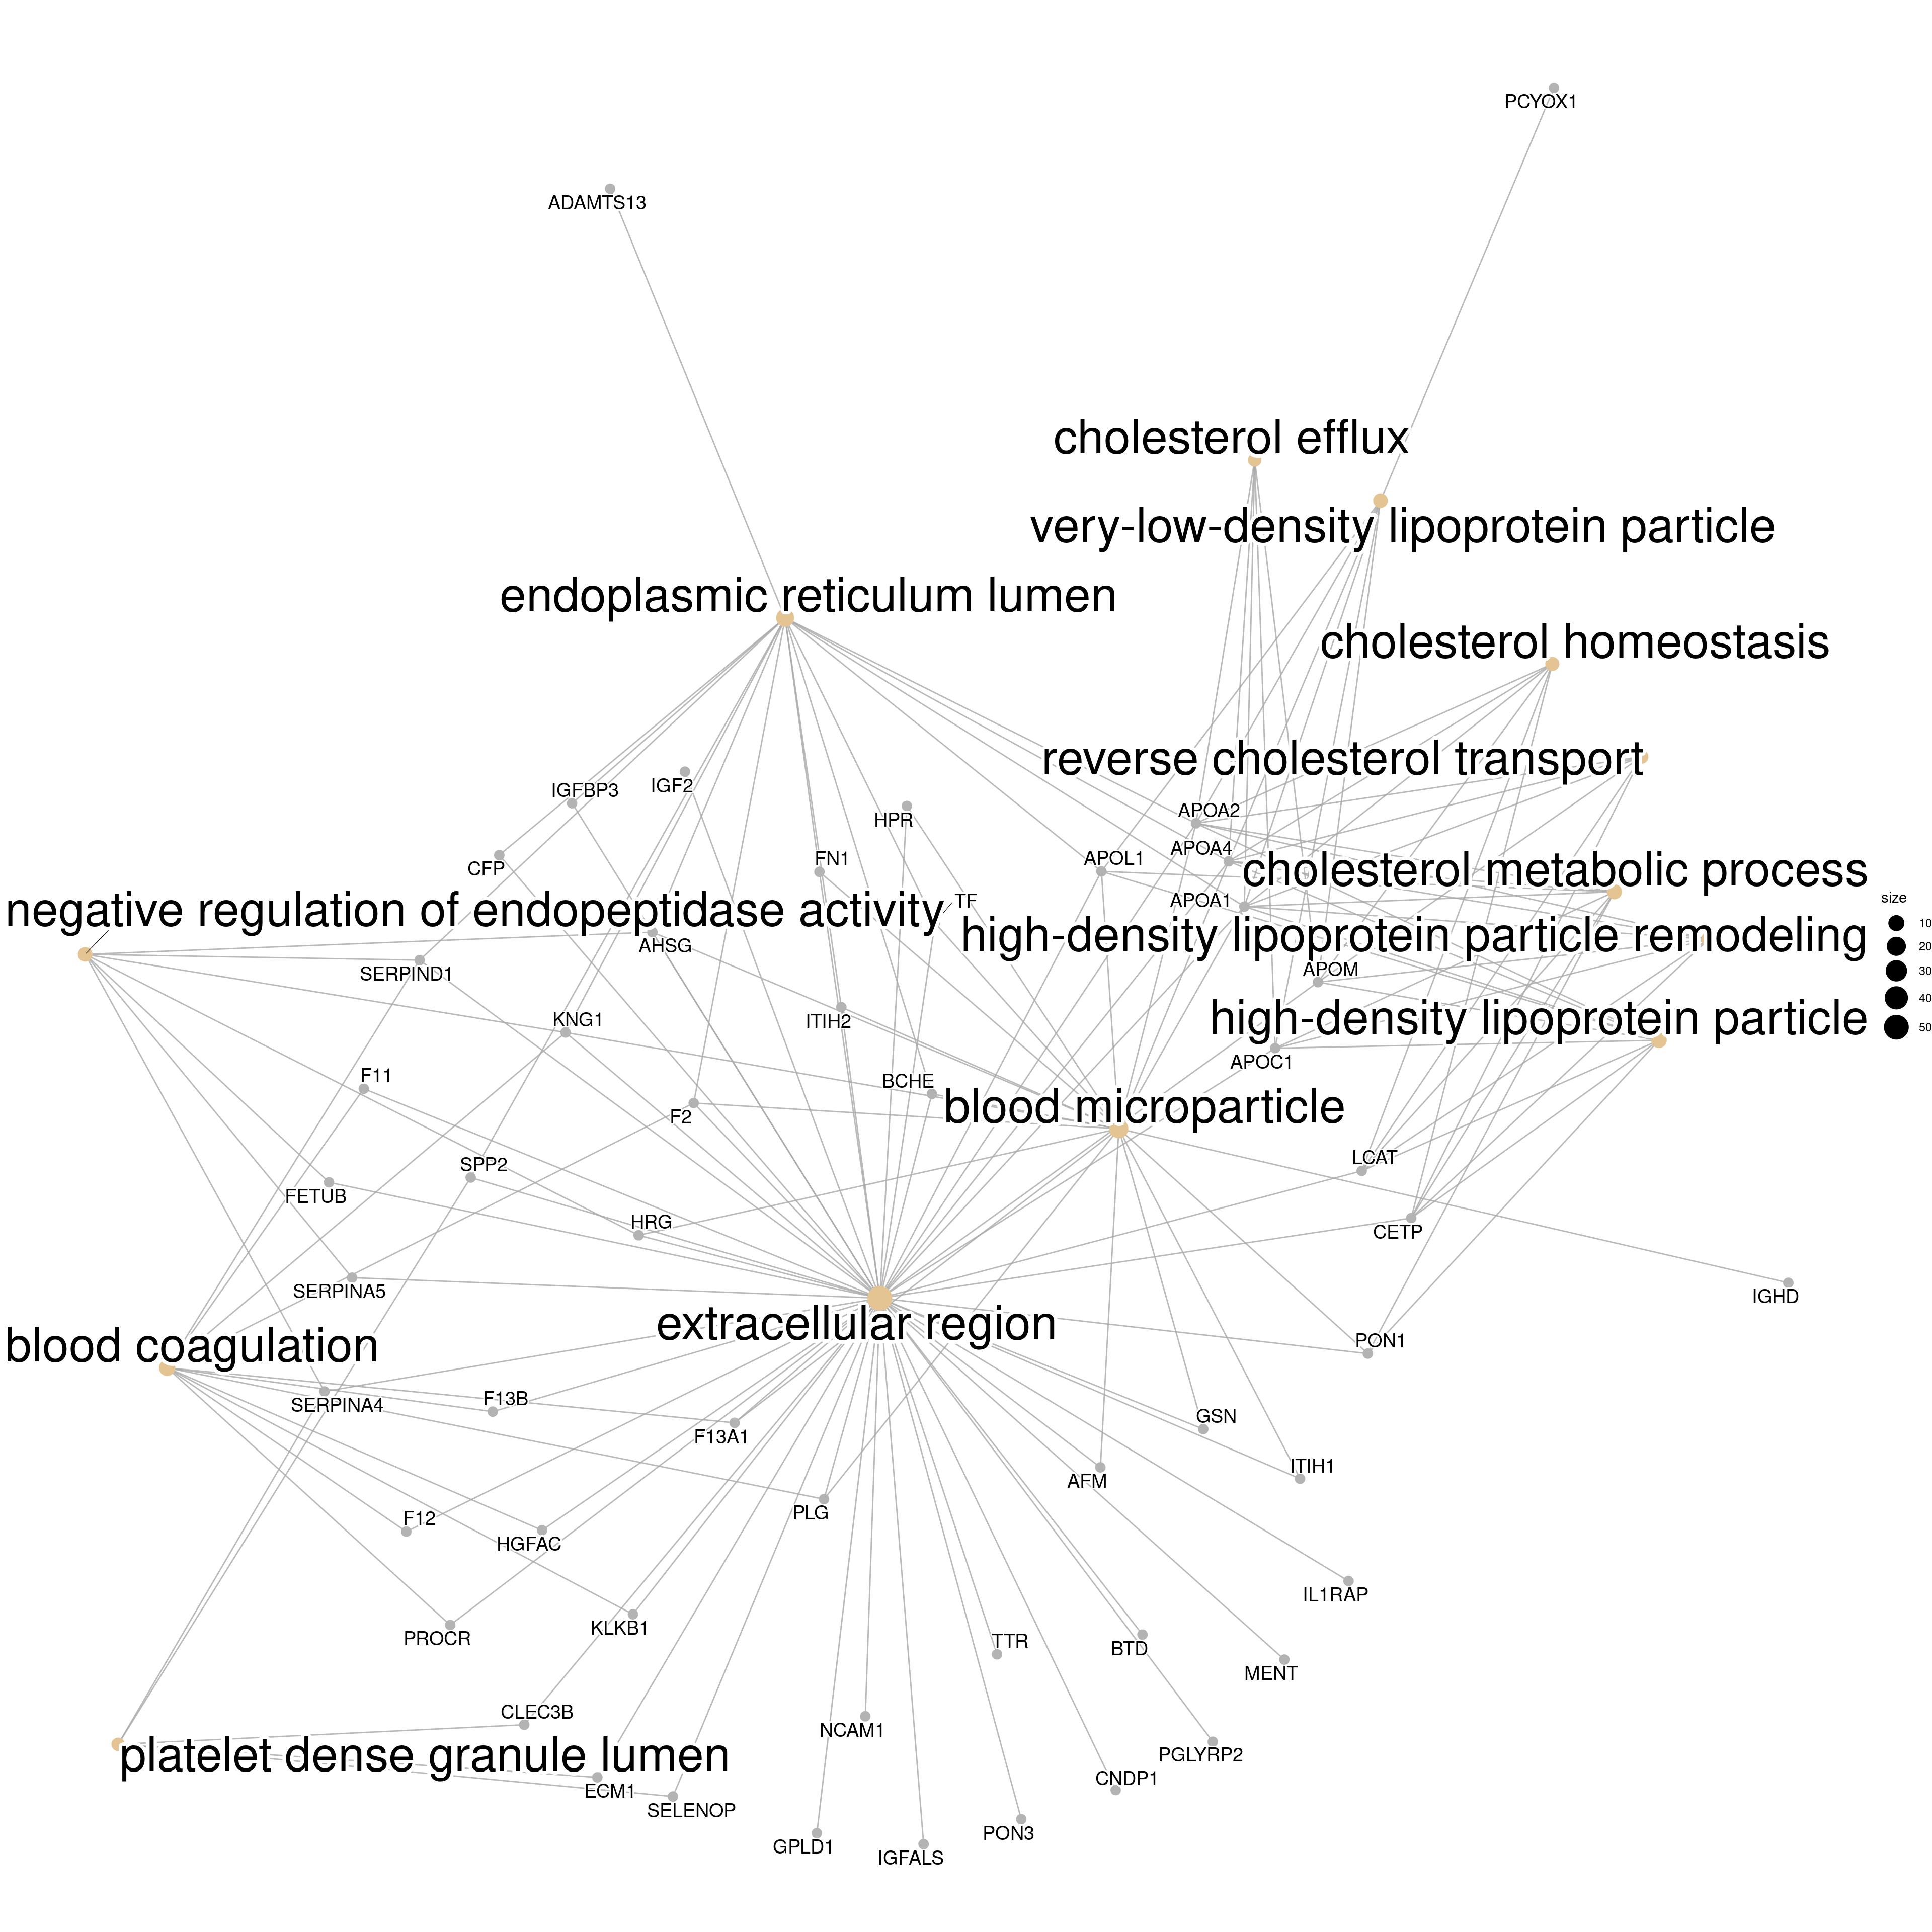 PCYOX1
ADAMTS13
cholesterol efflux
very-low-density lipoprotein particle
endoplasmic reticulum lumen
cholesterol homeostasis
reverse cholesterol transport
IGFBP3
IGF2
HPR
APOA2
APOA4
CFP
FN1
APOL1
cholesterol metabolic process
size
TF
APOA1
negative regulation of endopeptidase activity
10
high-density lipoprotein particle remodeling
20
AHSG
SERPIND1
APOM
30
40
KNG1
ITIH2
high-density lipoprotein particle
50
APOC1
F11
BCHE
blood microparticle
F2
LCAT
SPP2
FETUB
HRG
CETP
SERPINA5
IGHD
extracellular region
blood coagulation
PON1
F13B
SERPINA4
GSN
F13A1
ITIH1
AFM
PLG
F12
HGFAC
IL1RAP
KLKB1
PROCR
TTR
BTD
MENT
CLEC3B
NCAM1
platelet dense granule lumen
PGLYRP2
CNDP1
ECM1
SELENOP
PON3
GPLD1
IGFALS